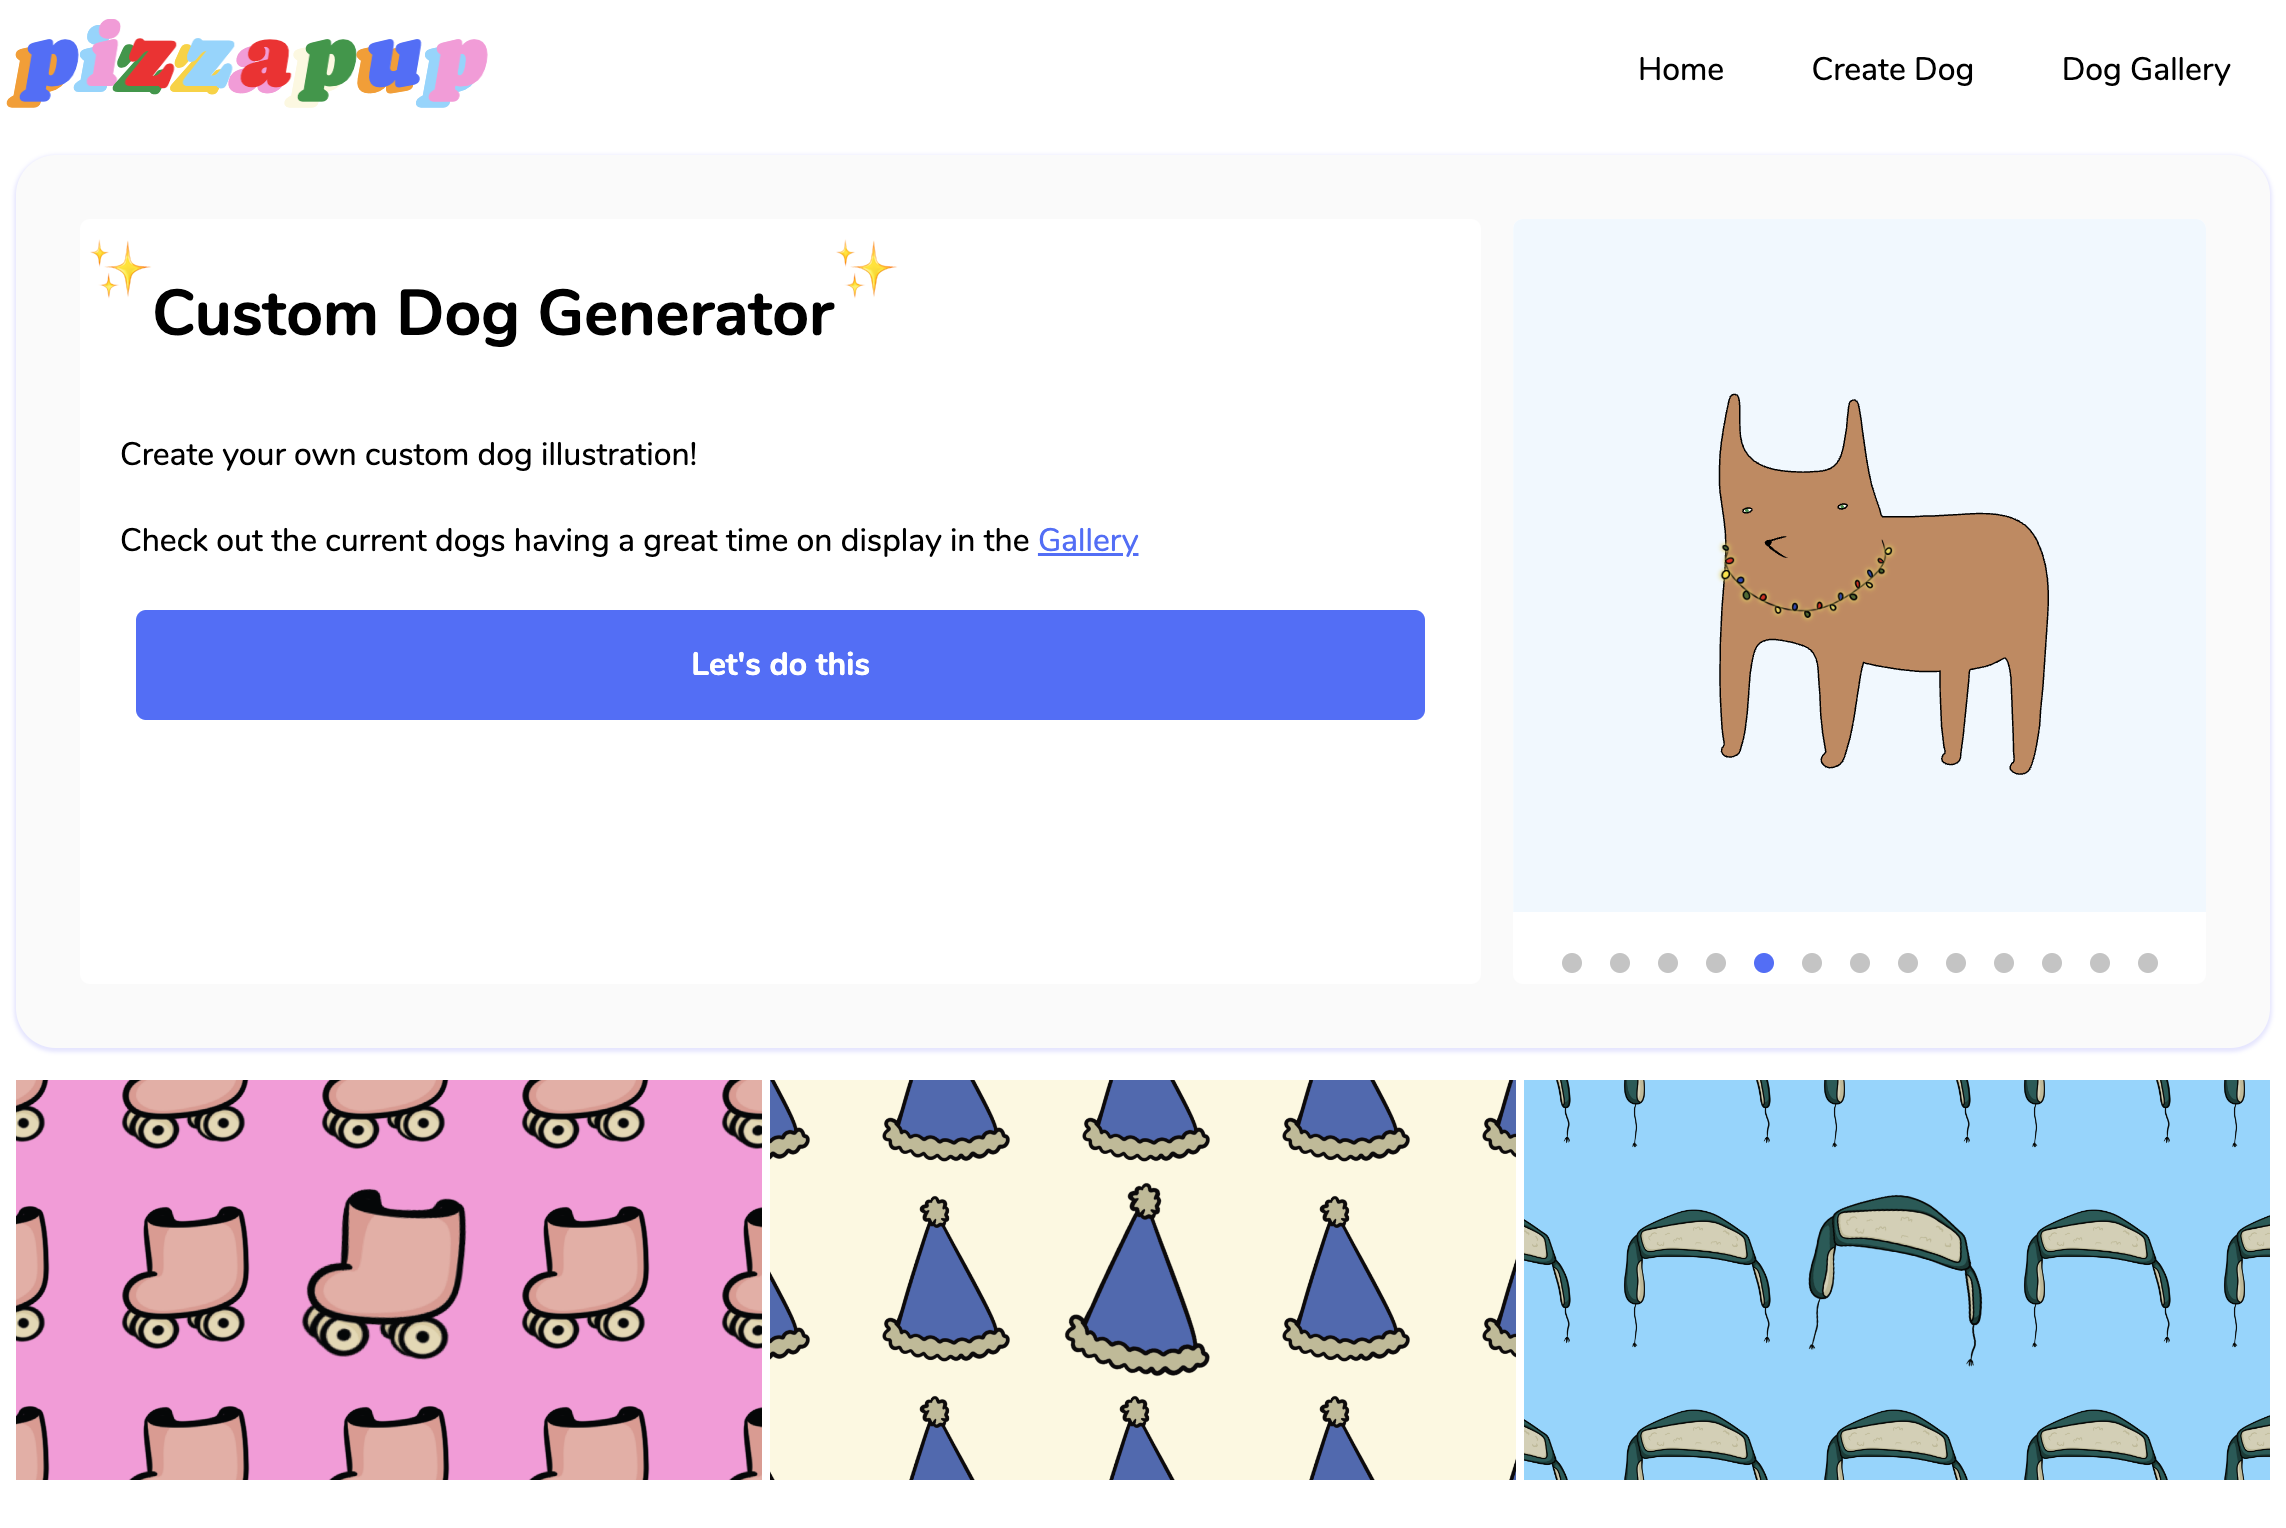 pizzapup
Home
Create Dog
Dog Gallery
Custom Dog Generator
Create your own custom dog illustration!
Check out the current dogs having a great time on display in the Gallery
Let's do this